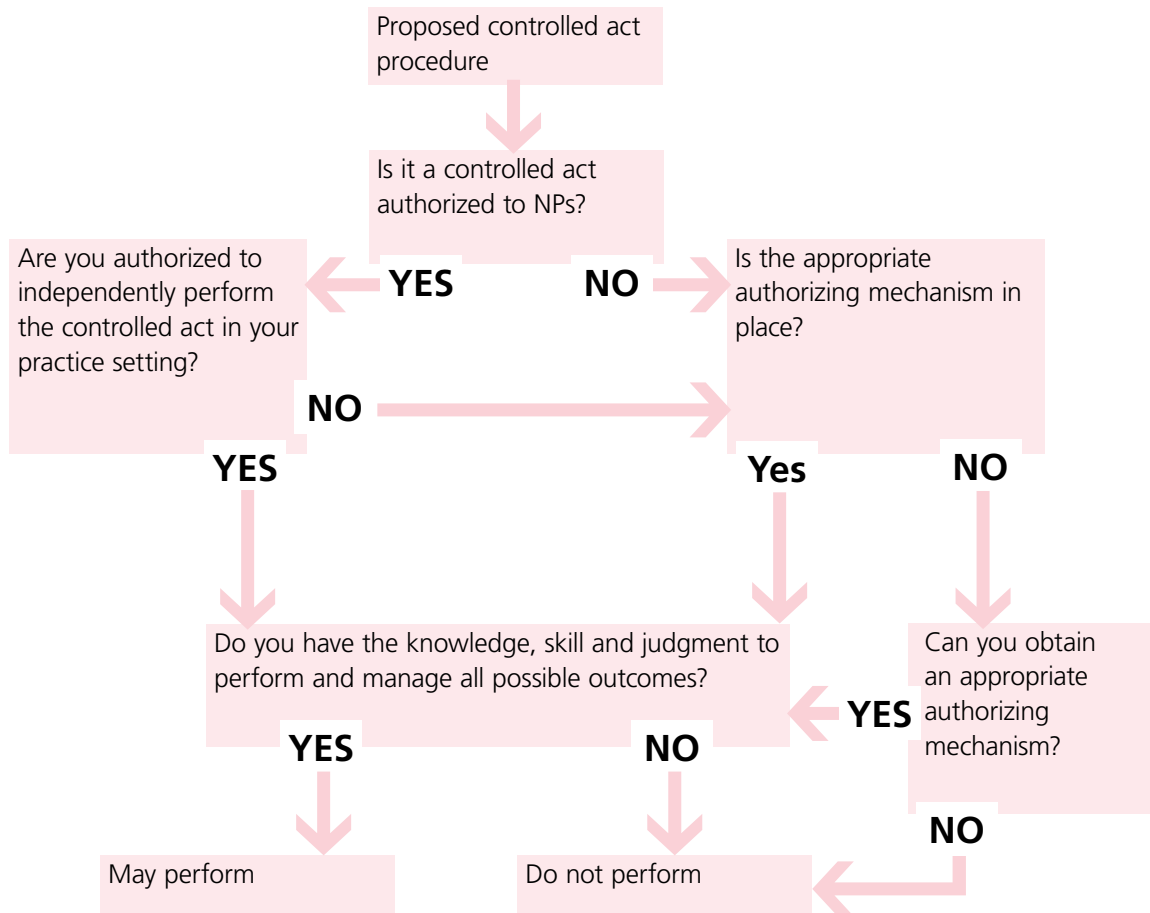 Proposed controlled act
procedure
Is it a controlled act
authorized to NPs?
YES
NO
Are you authorized to
independently perform
the controlled act in your
practice setting?
NO
YES
Is the appropriate
authorizing mechanism in
place?
Yes
NO
Do you have the knowledge, skill and judgment to
perform and manage all possible outcomes?
YES
NO
Can you obtain
an appropriate
authorizing
mechanism?
YES
NO
May perform
Do not perform